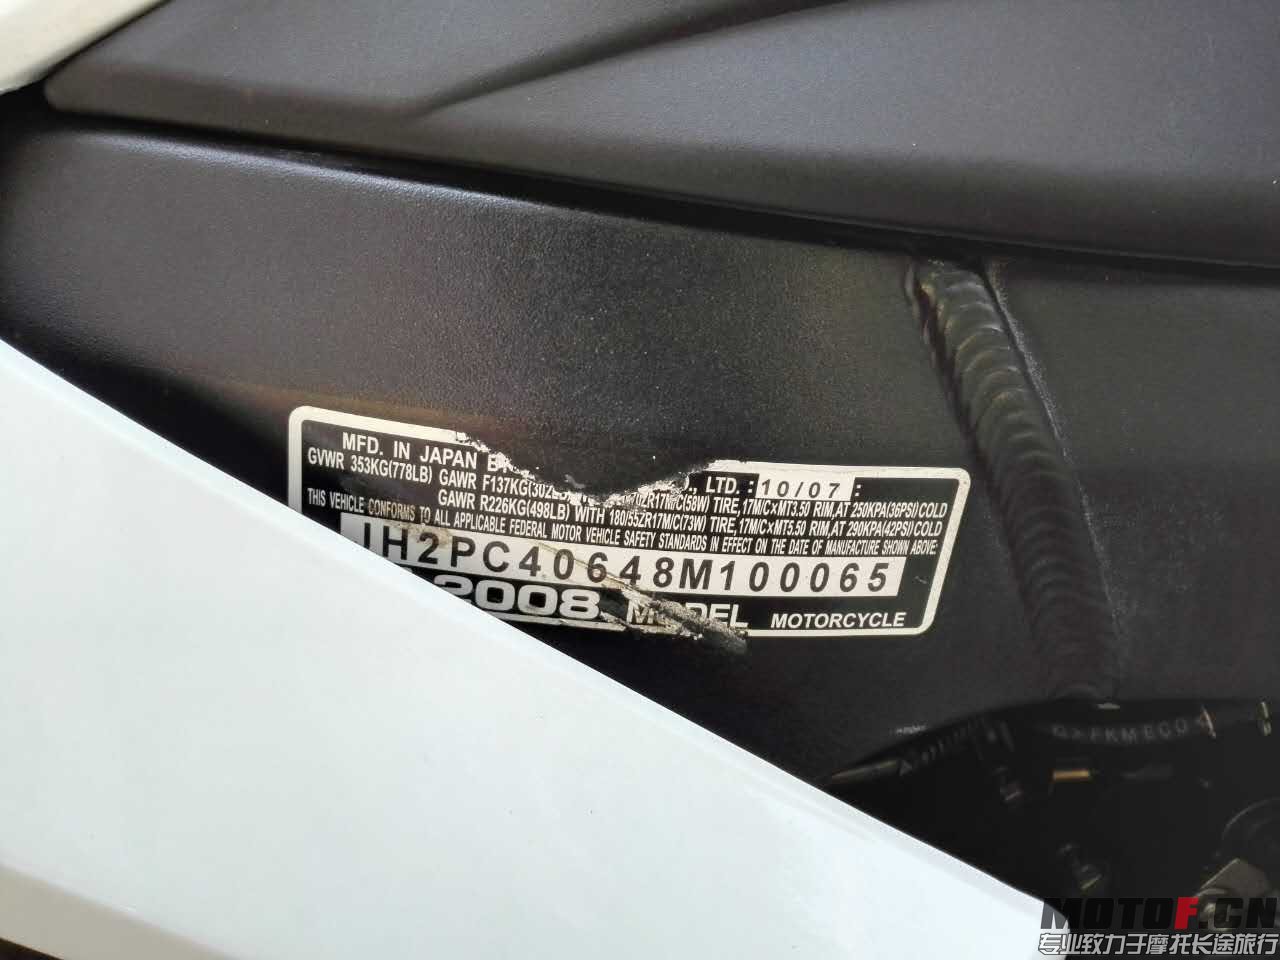 MFD. IN JAPAN LTD. : 10/07 :
GVWR 353KG(778LB) GAWR F137KG(302LB) TIRE,17M/C×MT3.50 RIM,AT 250KPA(36PSI)COLD
GAWR R226KG(498LB) WITH 180/55ZR17M/C(73W) TIRE,17M/C×MT5.50 RIM,AT 290KPA(42PSI)COLD
THIS VEHICLE CONFORMS TO ALL APPLICABLE FEDERAL MOTOR VEHICLE SAFETY STANDARDS IN EFFECT ON THE DATE OF MANUFACTURE SHOWN ABOVE.
JH2PC40648M100065
2008 MODEL MOTORCYCLE
>FKM ECO<
MOTOF.CN
专业致力于摩托长途旅行